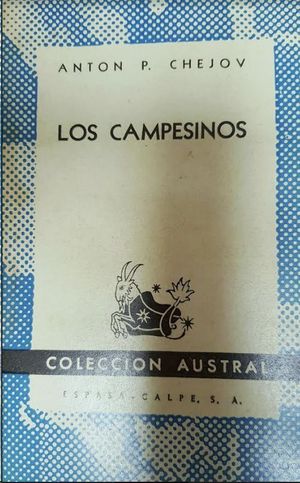 ANTON P. CHEJOV
LOS CAMPESINOS
COLECCION AUSTRAL
ESPASA-CALPE, S. A.